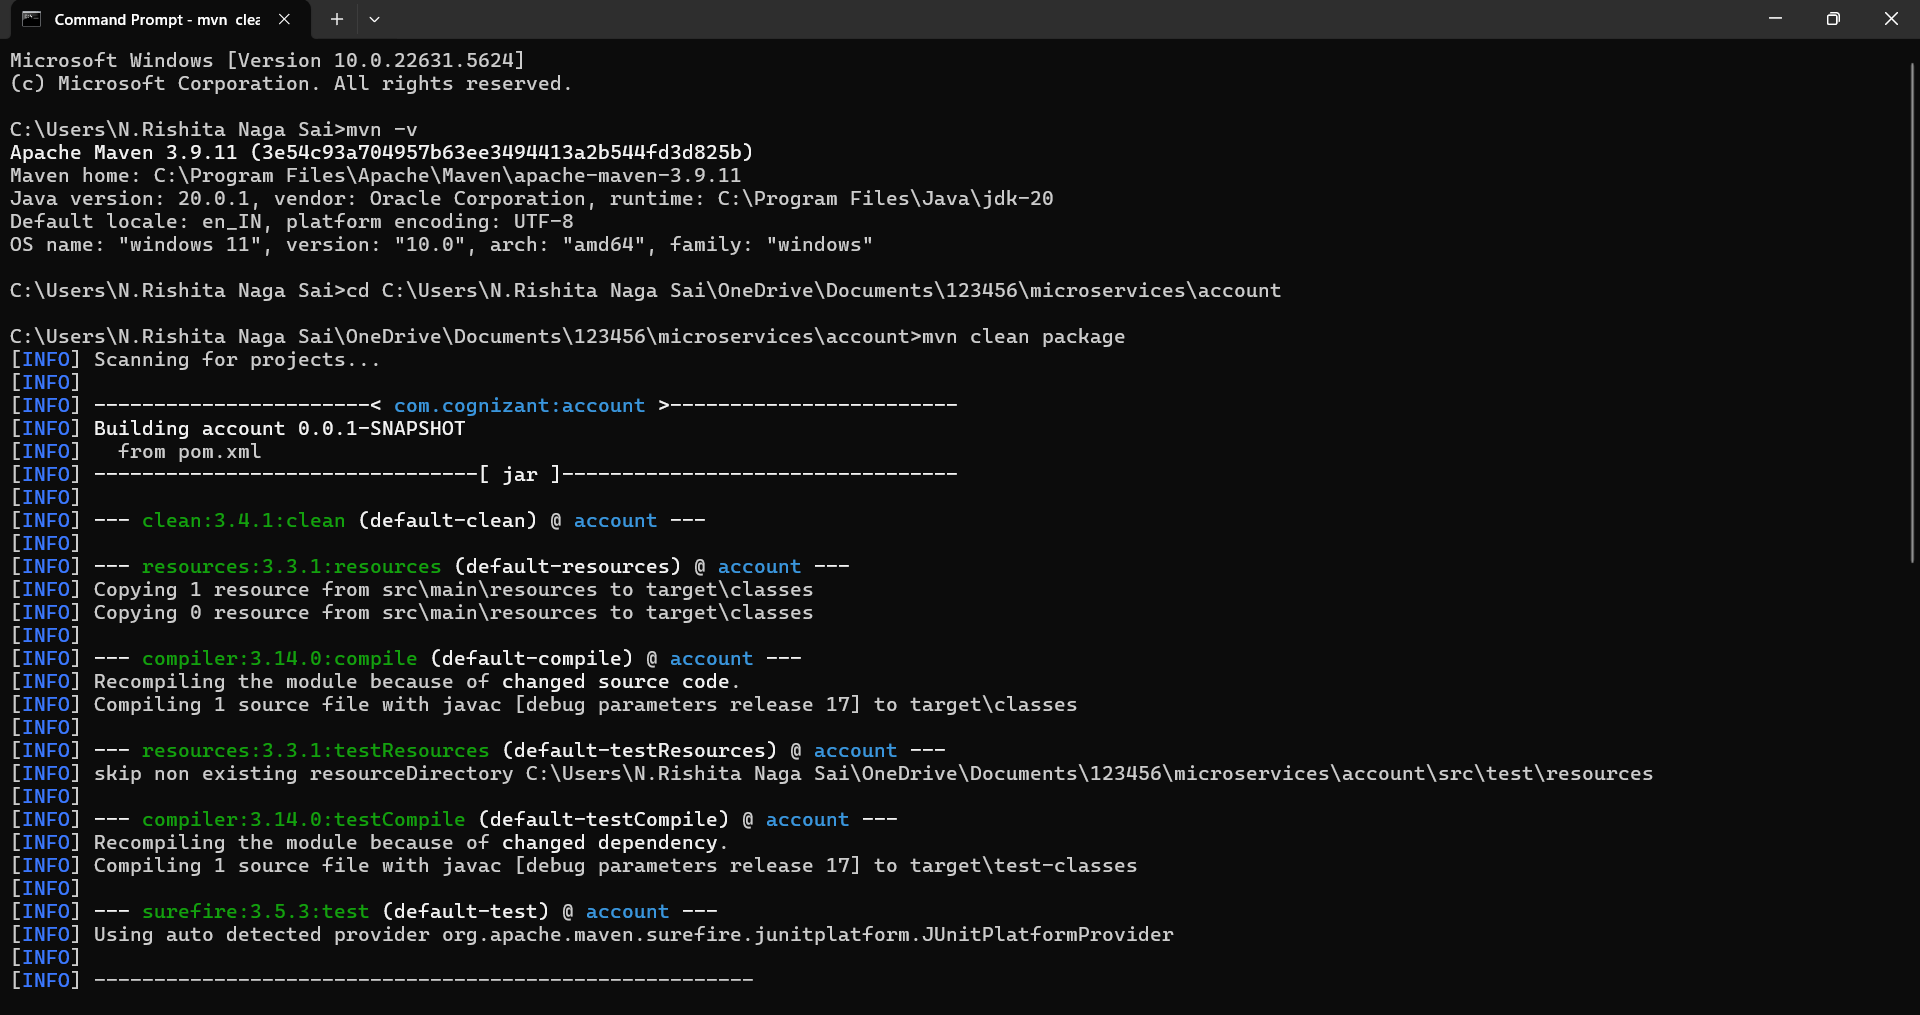 Command Prompt - mvn clea
Microsoft Windows [Version 10.0.22631.5624]
(c) Microsoft Corporation. All rights reserved.
C:\Users\N.Rishita Naga Sai>mvn -v
Apache Maven 3.9.11 (3e54c93a704957b63ee3494413a2b544fd3d825b)
Maven home: C:\Program Files\Apache\Maven\apache-maven-3.9.11
Java version: 20.0.1, vendor: Oracle Corporation, runtime: C:\Program Files\Java\jdk-20
Default locale: en_IN, platform encoding: UTF-8
OS name: "windows 11", version: "10.0", arch: "amd64", family: "windows"
C:\Users\N.Rishita Naga Sai>cd C:\Users\N.Rishita Naga Sai\OneDrive\Documents\123456\microservices\account
C:\Users\N.Rishita Naga Sai\OneDrive\Documents\123456\microservices\account>mvn clean package
[INFO] Scanning for projects...
[INFO]
[INFO] -----------------------< com.cognizant:account >------------------------
[INFO] Building account 0.0.1-SNAPSHOT
[INFO]   from pom.xml
[INFO] --------------------------------[ jar ]---------------------------------
[INFO]
[INFO] --- clean:3.4.1:clean (default-clean) @ account ---
[INFO]
[INFO] --- resources:3.3.1:resources (default-resources) @ account ---
[INFO] Copying 1 resource from src\main\resources to target\classes
[INFO] Copying 0 resource from src\main\resources to target\classes
[INFO]
[INFO] --- compiler:3.14.0:compile (default-compile) @ account ---
[INFO] Recompiling the module because of changed source code.
[INFO] Compiling 1 source file with javac [debug parameters release 17] to target\classes
[INFO]
[INFO] --- resources:3.3.1:testResources (default-testResources) @ account ---
[INFO] skip non existing resourceDirectory C:\Users\N.Rishita Naga Sai\OneDrive\Documents\123456\microservices\account\src\test\resources
[INFO]
[INFO] --- compiler:3.14.0:testCompile (default-testCompile) @ account ---
[INFO] Recompiling the module because of changed dependency.
[INFO] Compiling 1 source file with javac [debug parameters release 17] to target\test-classes
[INFO]
[INFO] --- surefire:3.5.3:test (default-test) @ account ---
[INFO] Using auto detected provider org.apache.maven.surefire.junitplatform.JUnitPlatformProvider
[INFO]
[INFO] -------------------------------------------------------